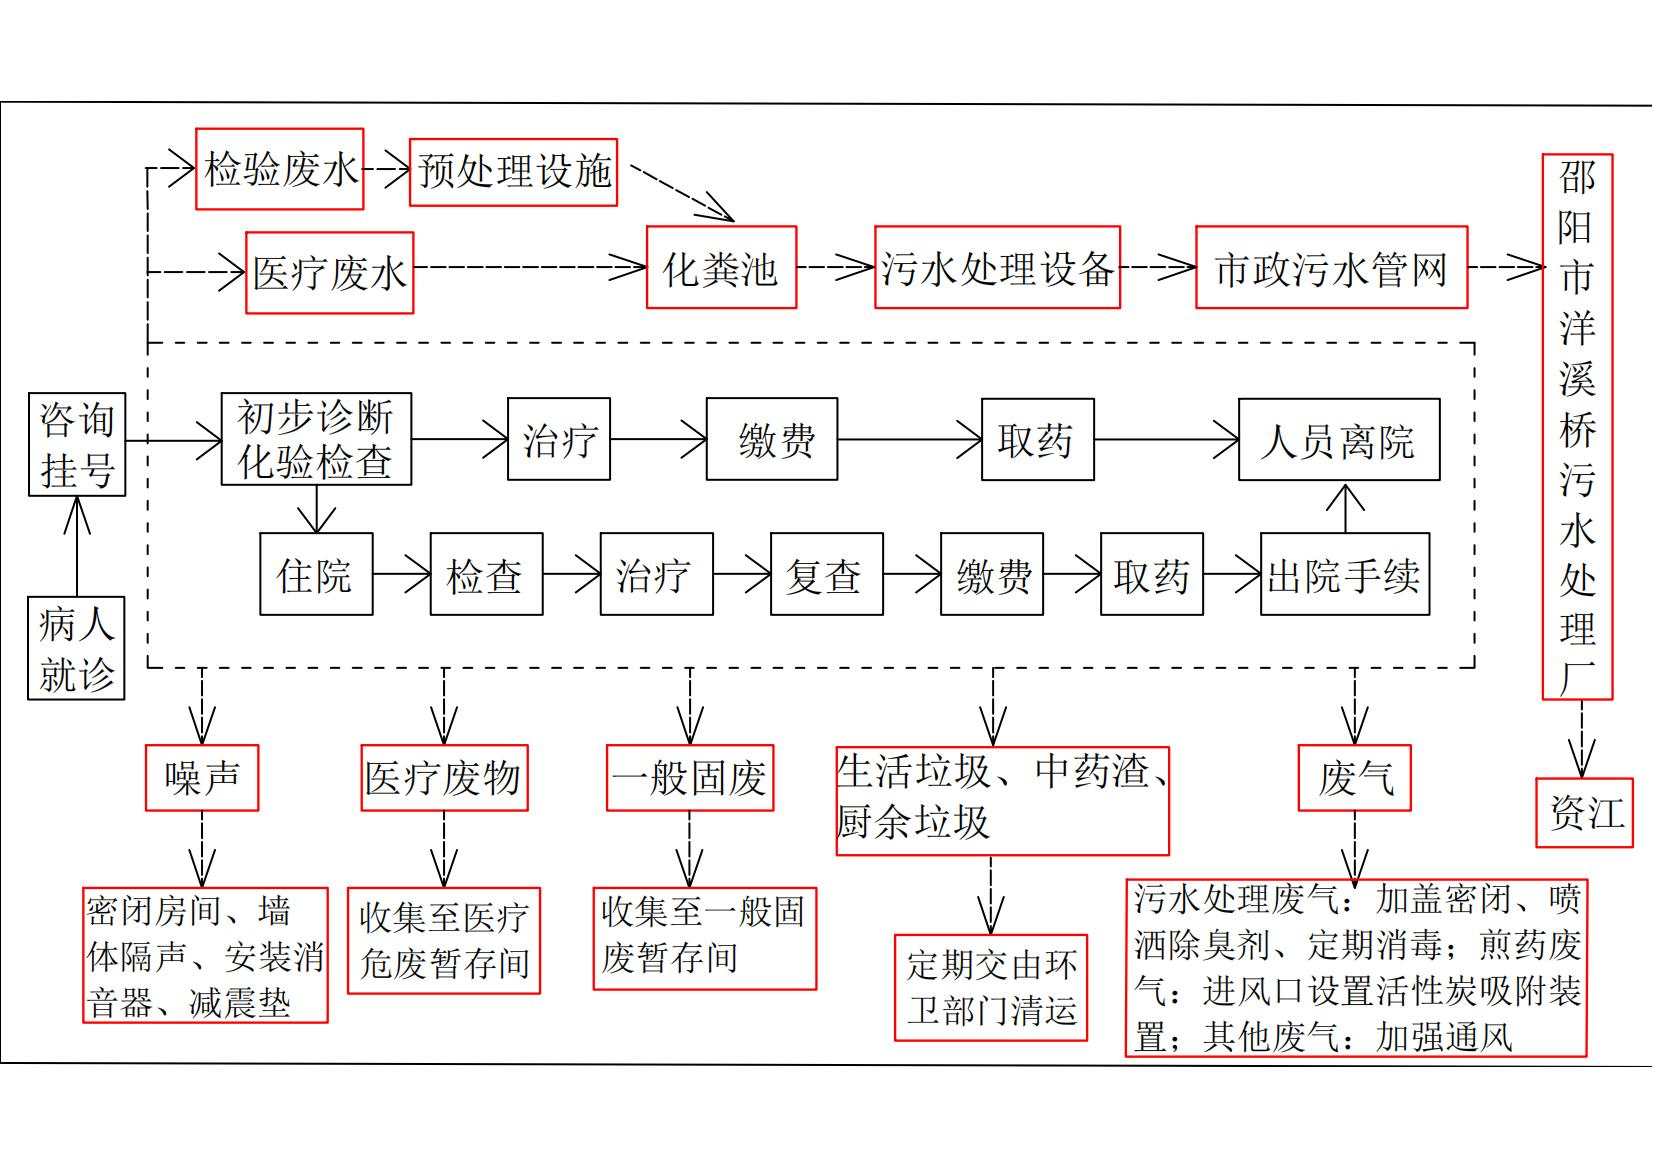 检验废水
预处理设施
医疗废水
化粪池
污水处理设备
市政污水管网
邵
阳
市
洋
溪
桥
污
水
处
理
厂
咨询
挂号
初步诊断
化验检查
治疗
缴费
取药
人员离院
病人
就诊
住院
检查
治疗
复查
缴费
取药
出院手续
噪声
医疗废物
一般固废
生活垃圾、中药渣、
厨余垃圾
废气
资江
密闭房间、墙
体隔声、安装消
音器、减震垫
收集至医疗
危废暂存间
收集至一般固
废暂存间
定期交由环
卫部门清运
污水处理废气：加盖密闭、喷
洒除臭剂、定期消毒；煎药废
气：进风口设置活性炭吸附装
置；其他废气：加强通风